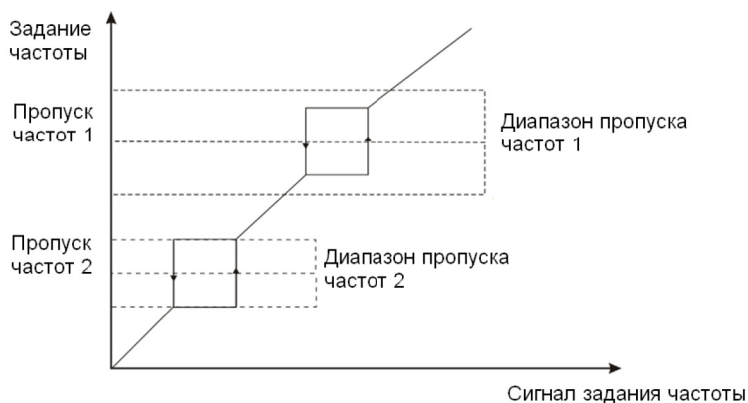 Задание
частоты
Пропуск
частот 1
Диапазон пропуска
частот 1
Пропуск
частот 2
Диапазон пропуска
частот 2
Сигнал задания частоты